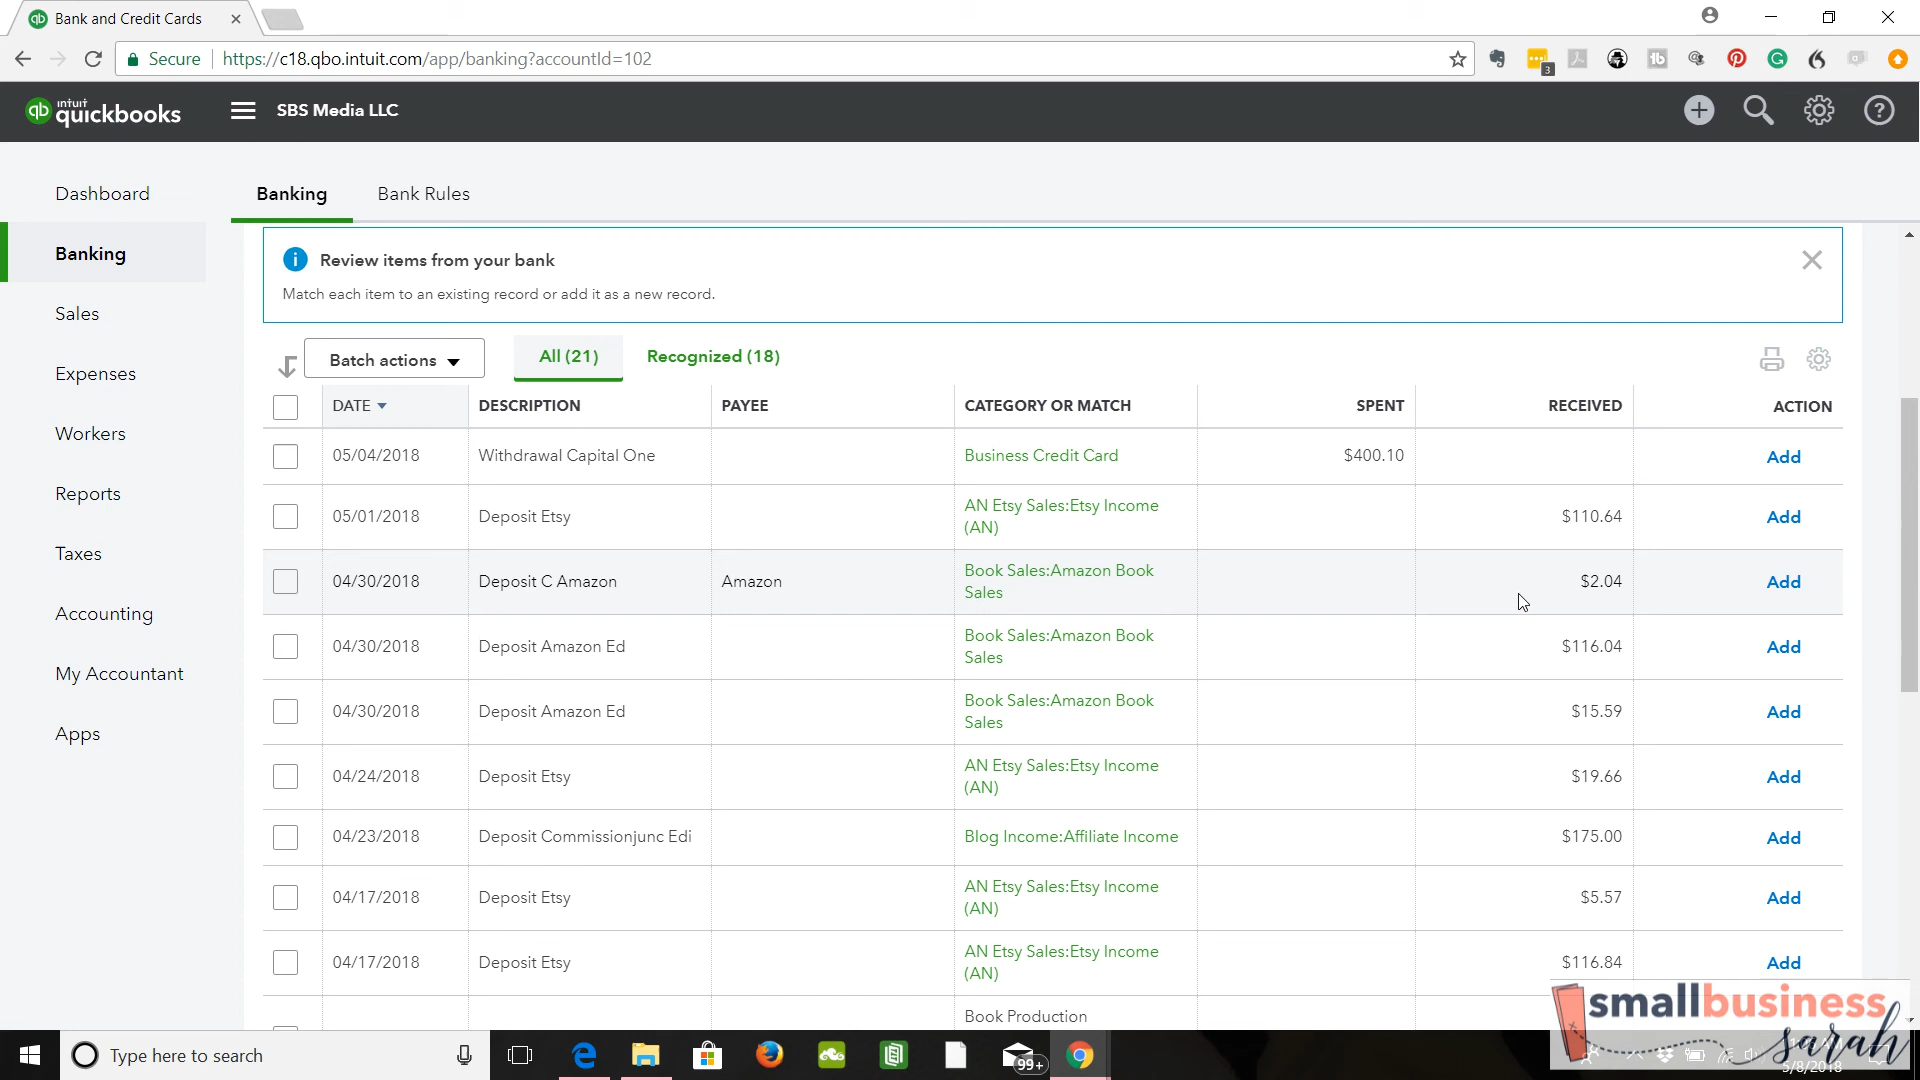 Bank and Credit Cards
Secure https://c18.qbo.intuit.com/app/banking?accountId=102
3
qb intuit quickbooks SBS Media LLC
Dashboard
Banking
Sales
Expenses
Workers
Reports
Taxes
Accounting
My Accountant
Apps
Banking Bank Rules
Review items from your bank
Match each item to an existing record or add it as a new record.
Batch actions All (21) Recognized (18)
DATE DESCRIPTION PAYEE CATEGORY OR MATCH SPENT RECEIVED ACTION
05/04/2018 Withdrawal Capital One Business Credit Card $400.10 Add
05/01/2018 Deposit Etsy AN Etsy Sales:Etsy Income (AN) $110.64 Add
04/30/2018 Deposit C Amazon Amazon Book Sales:Amazon Book Sales $2.04 Add
04/30/2018 Deposit Amazon Ed Book Sales:Amazon Book Sales $116.04 Add
04/30/2018 Deposit Amazon Ed Book Sales:Amazon Book Sales $15.59 Add
04/24/2018 Deposit Etsy AN Etsy Sales:Etsy Income (AN) $19.66 Add
04/23/2018 Deposit Commissionjunc Edi Blog Income:Affiliate Income $175.00 Add
04/17/2018 Deposit Etsy AN Etsy Sales:Etsy Income (AN) $5.57 Add
04/17/2018 Deposit Etsy AN Etsy Sales:Etsy Income (AN) $116.84 Add
Book Production
smallbusiness
sarah
Type here to search
99+
5/8/2018